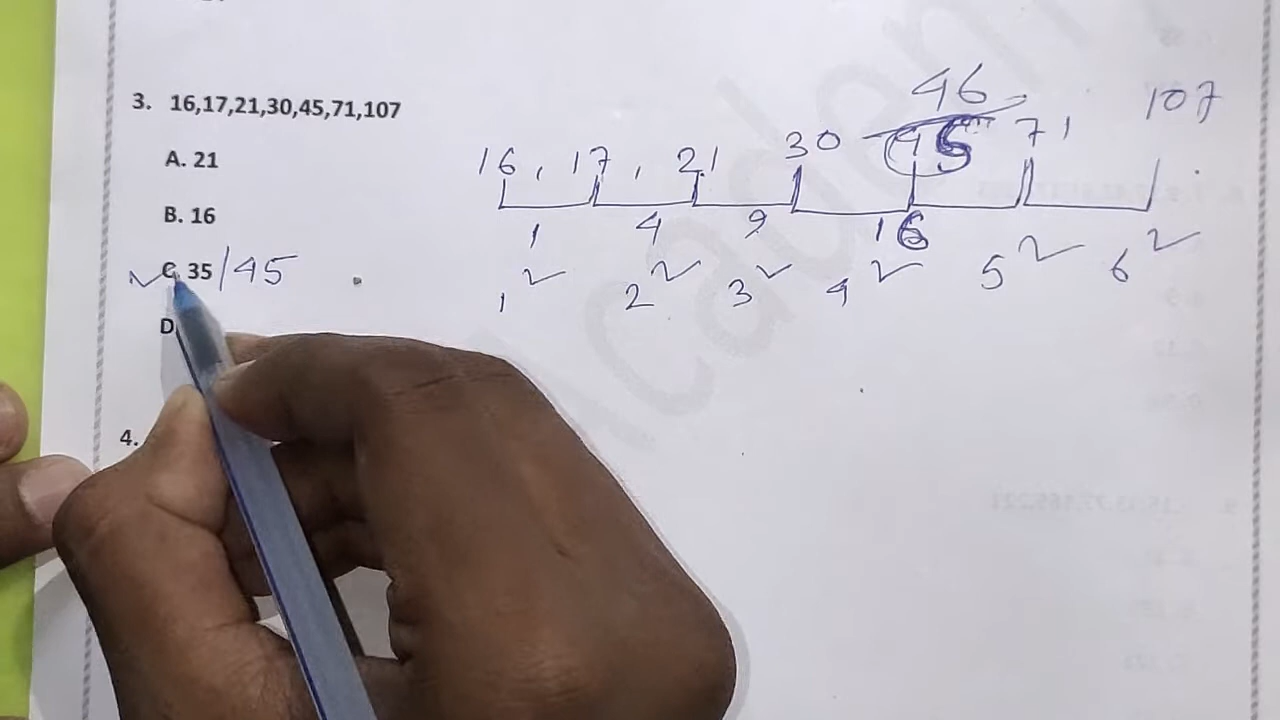 3. 16,17,21,30,45,71,107
A. 21
B. 16
C. 35/45
D
4.
46
16, 17, 21 30 45 71 107
1 4 9 16
1² 2² 3² 4² 5² 6²